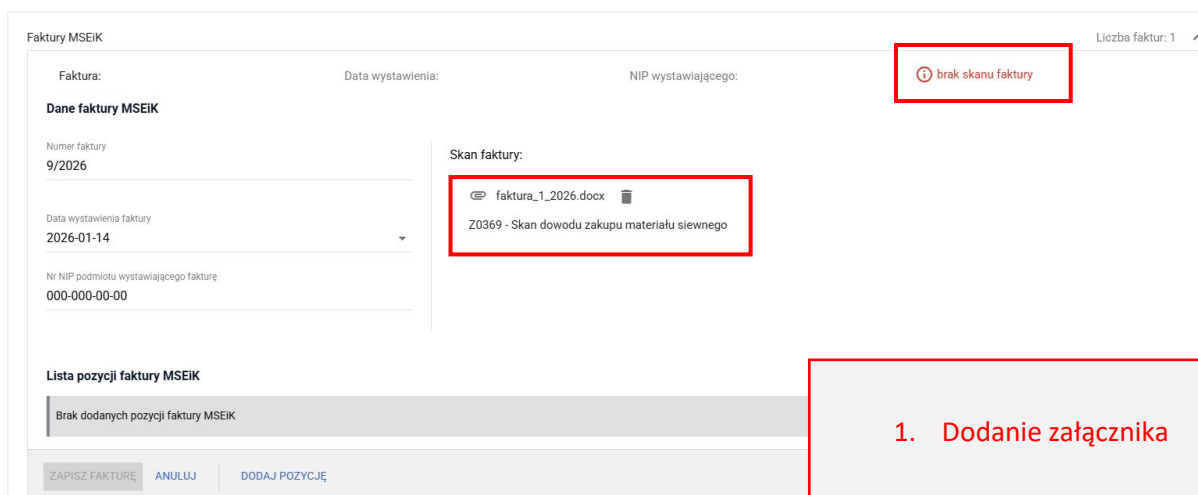 Faktury MSEiK Liczba faktur: 1
Faktura: Data wystawienia: NIP wystawiającego: brak skanu faktury
Dane faktury MSEiK
Numer faktury
9/2026
Skan faktury:
faktura_1_2026.docx
Z0369 - Skan dowodu zakupu materiału siewnego
Data wystawienia faktury
2026-01-14
Nr NIP podmiotu wystawiającego fakturę
000-000-00-00
Lista pozycji faktury MSEiK
Brak dodanych pozycji faktury MSEiK
1. Dodanie załącznika
ZAPISZ FAKTURĘ ANULUJ DODAJ POZYCJĘ